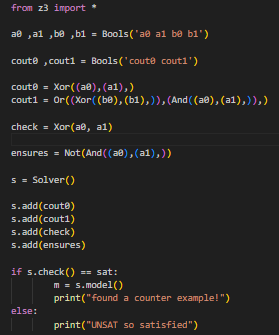 from z3 import *
a0 ,a1 ,b0 ,b1 = Bools('a0 a1 b0 b1')
cout0 ,cout1 = Bools('cout0 cout1')
cout0 = Xor((a0),(a1),)
cout1 = Or((Xor((b0),(b1),)),(And((a0),(a1),)),)
check = Xor(a0, a1)
ensures = Not(And((a0),(a1),))
s = Solver()
s.add(cout0)
s.add(cout1)
s.add(check)
s.add(ensures)
if s.check() == sat:
m = s.model()
print("found a counter example!")
else:
print("UNSAT so satisfied")